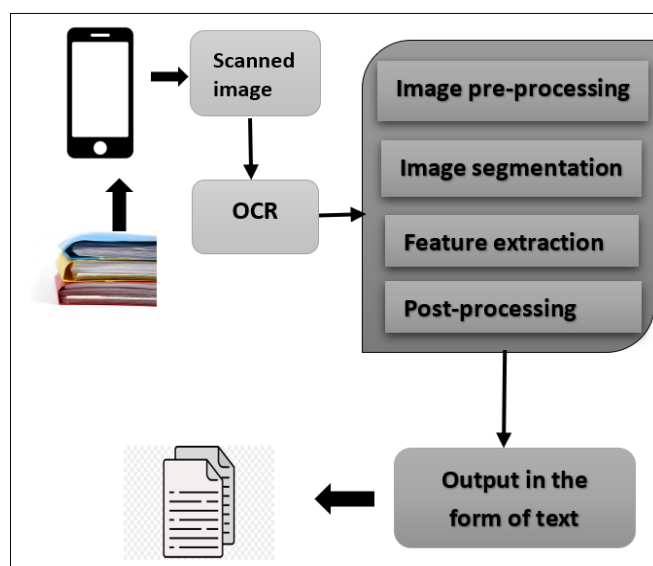 Scanned
image
OCR
Image pre-processing
Image segmentation
Feature extraction
Post-processing
Output in the
form of text